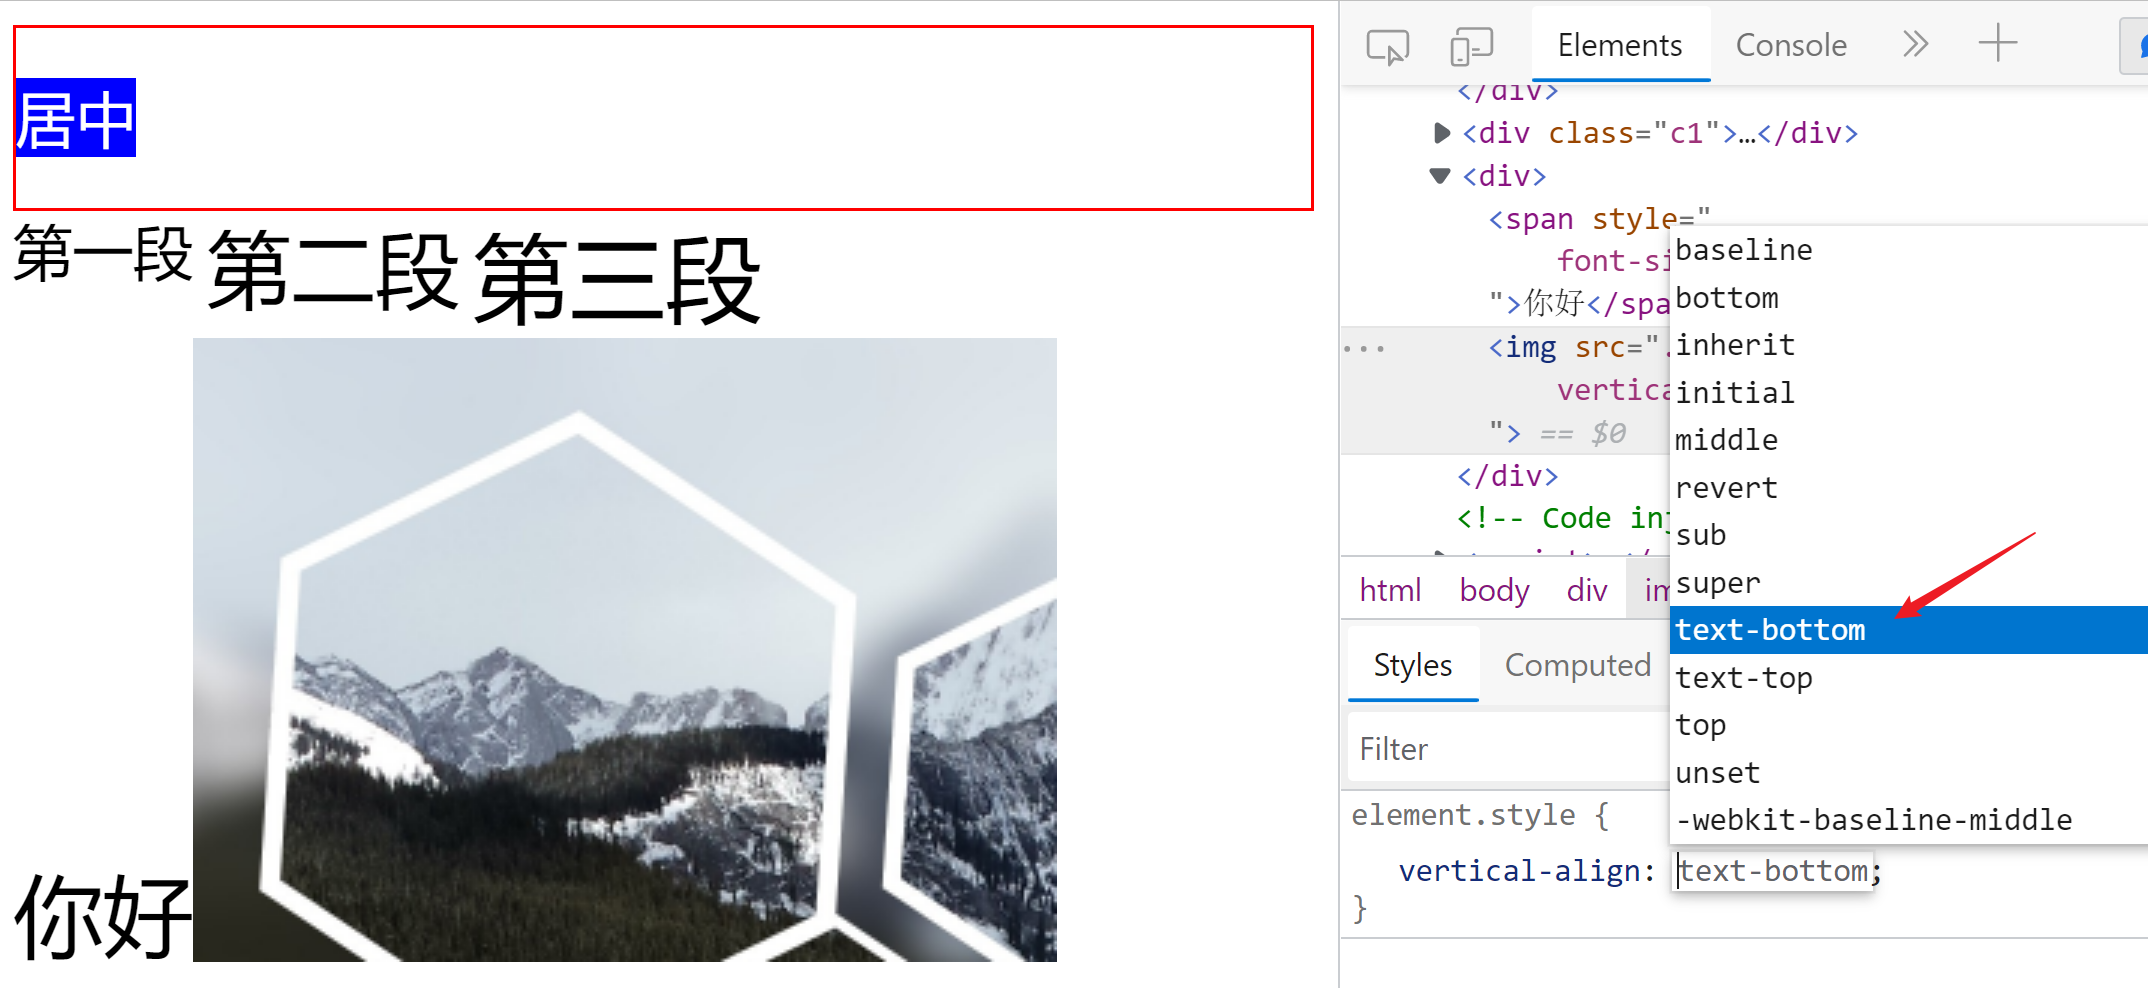 居中
第一段 第二段 第三段
你好
Elements Console
</div>
<div class="c1">…</div>
<div>
<span style="
font-si
">你好</spa
<img src=".
vertica
"> == $0
</div>
<!-- Code inj
html body div im
Styles Computed
Filter
element.style {
vertical-align: text-bottom;
}
baseline
bottom
inherit
initial
middle
revert
sub
super
text-bottom
text-top
top
unset
-webkit-baseline-middle